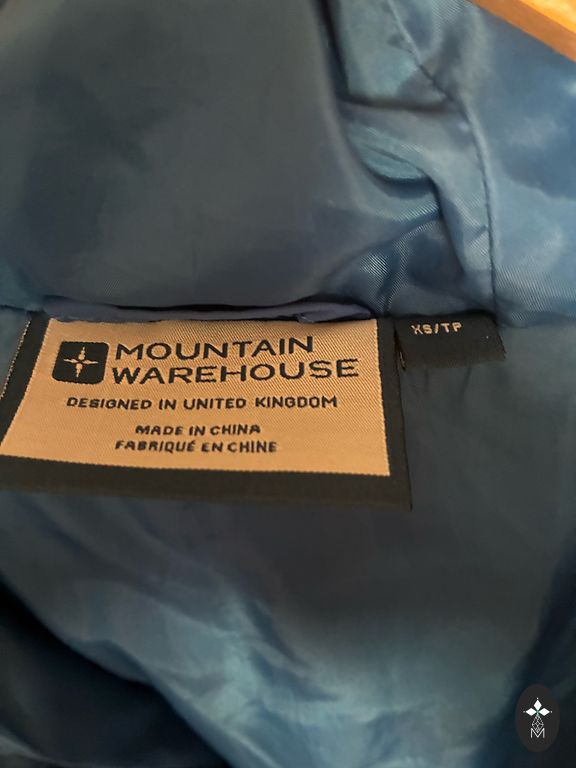 MOUNTAIN
WAREHOUSE
DESIGNED IN UNITED KINGDOM
MADE IN CHINA
FABRIQUÉ EN CHINE
XS/TP
M